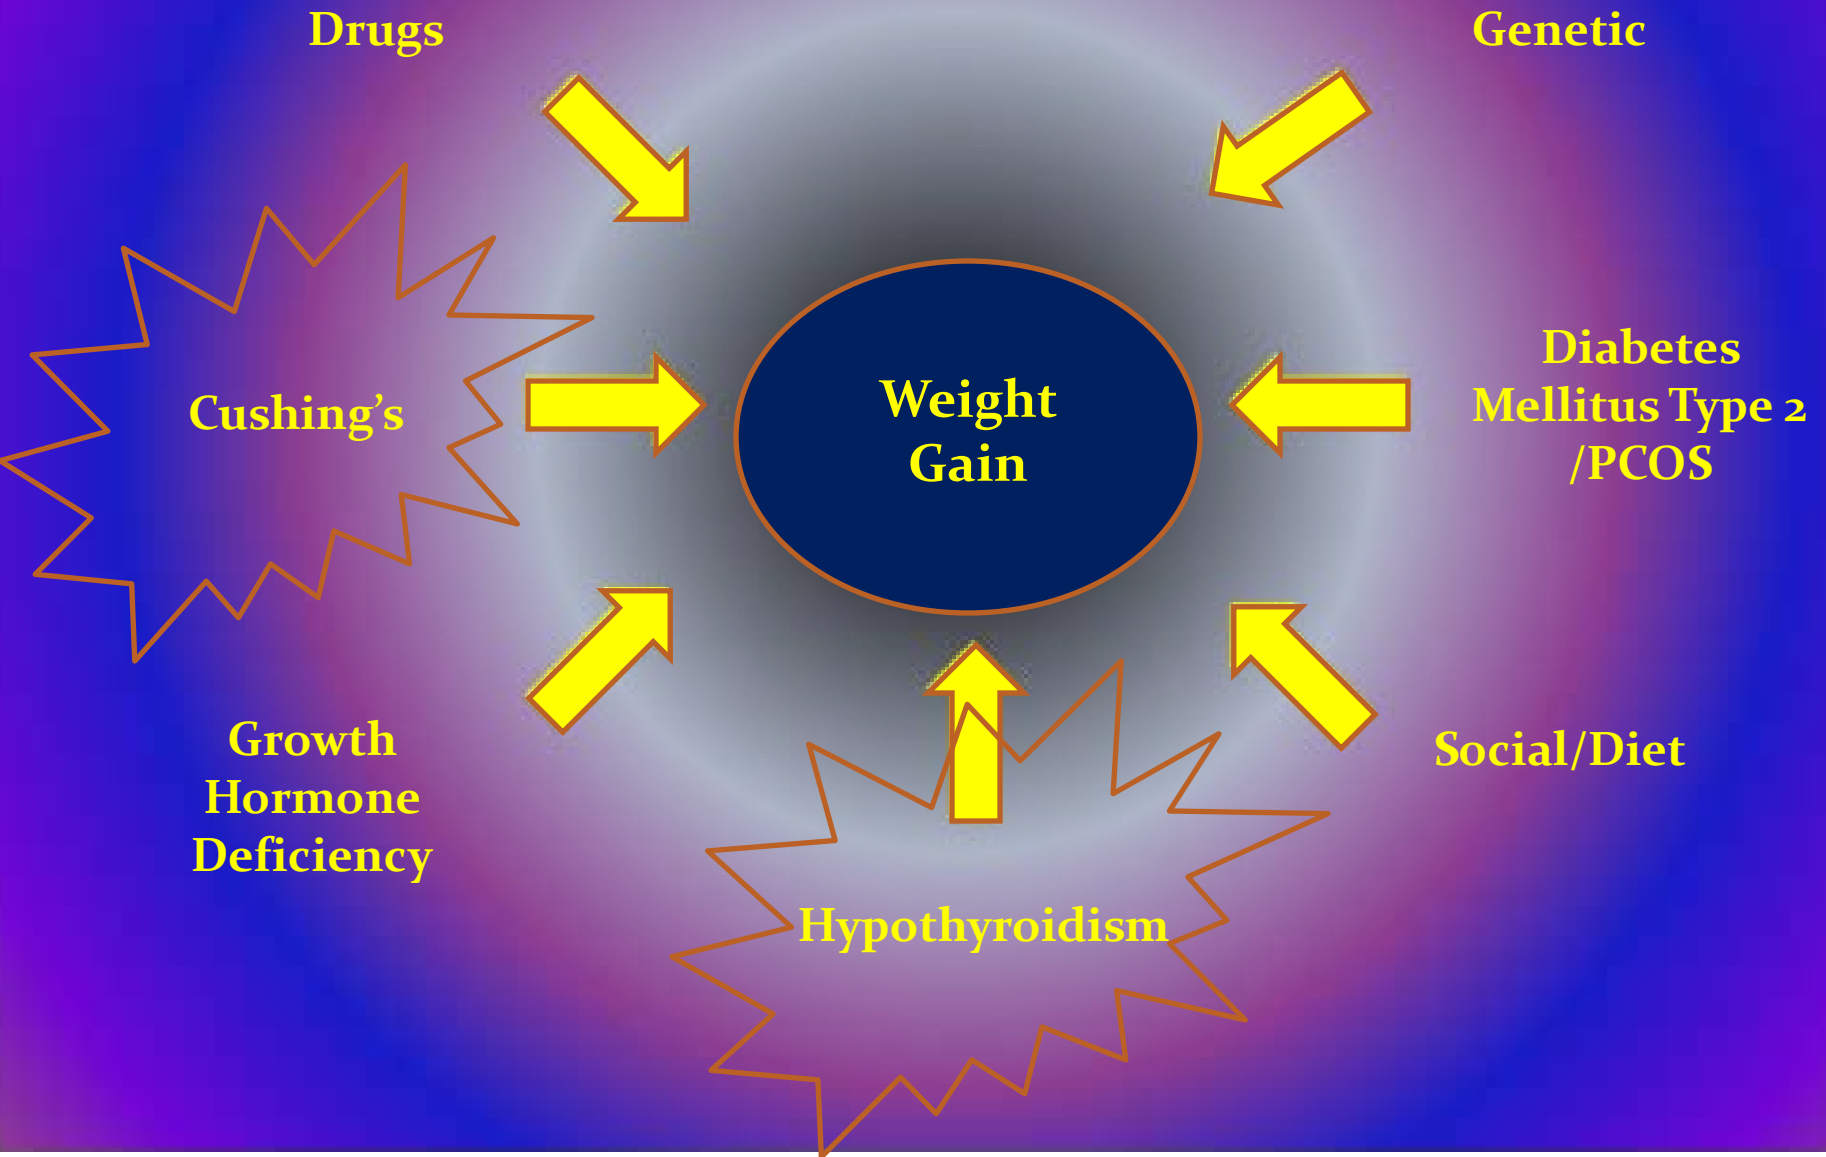 Drugs
Genetic
Cushing’s
Weight
Gain
Diabetes
Mellitus Type 2
/PCOS
Growth
Hormone
Deficiency
Social/Diet
Hypothyroidism